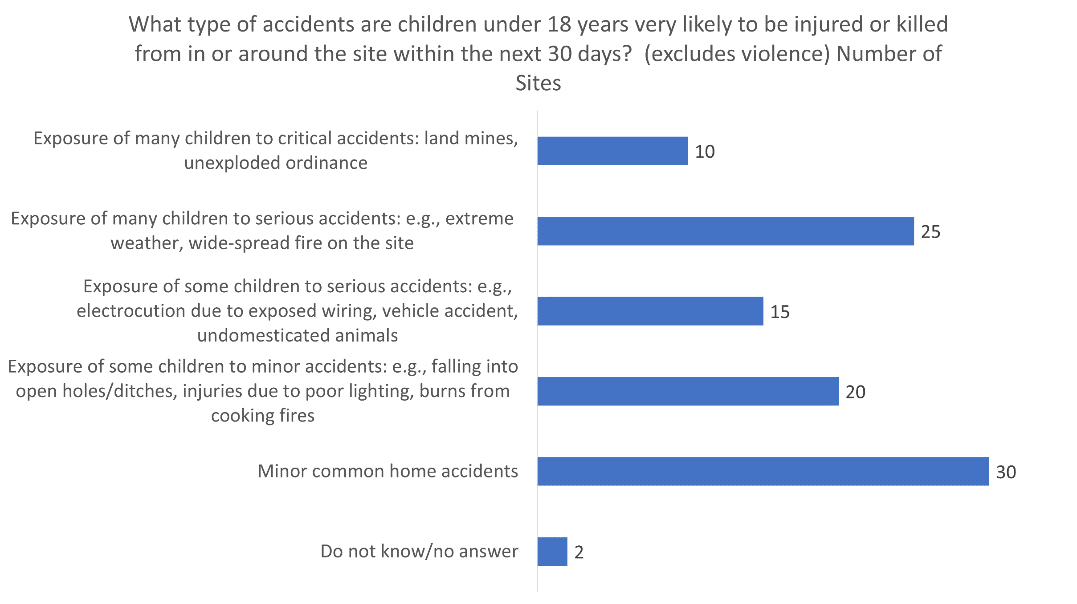 What type of accidents are children under 18 years very likely to be injured or killed
from in or around the site within the next 30 days?  (excludes violence) Number of
Sites
Exposure of many children to critical accidents: land mines,
unexploded ordinance
10
Exposure of many children to serious accidents: e.g., extreme
weather, wide-spread fire on the site
25
Exposure of some children to serious accidents: e.g.,
electrocution due to exposed wiring, vehicle accident,
undomesticated animals
15
Exposure of some children to minor accidents: e.g., falling into
open holes/ditches, injuries due to poor lighting, burns from
cooking fires
20
Minor common home accidents
30
Do not know/no answer
2